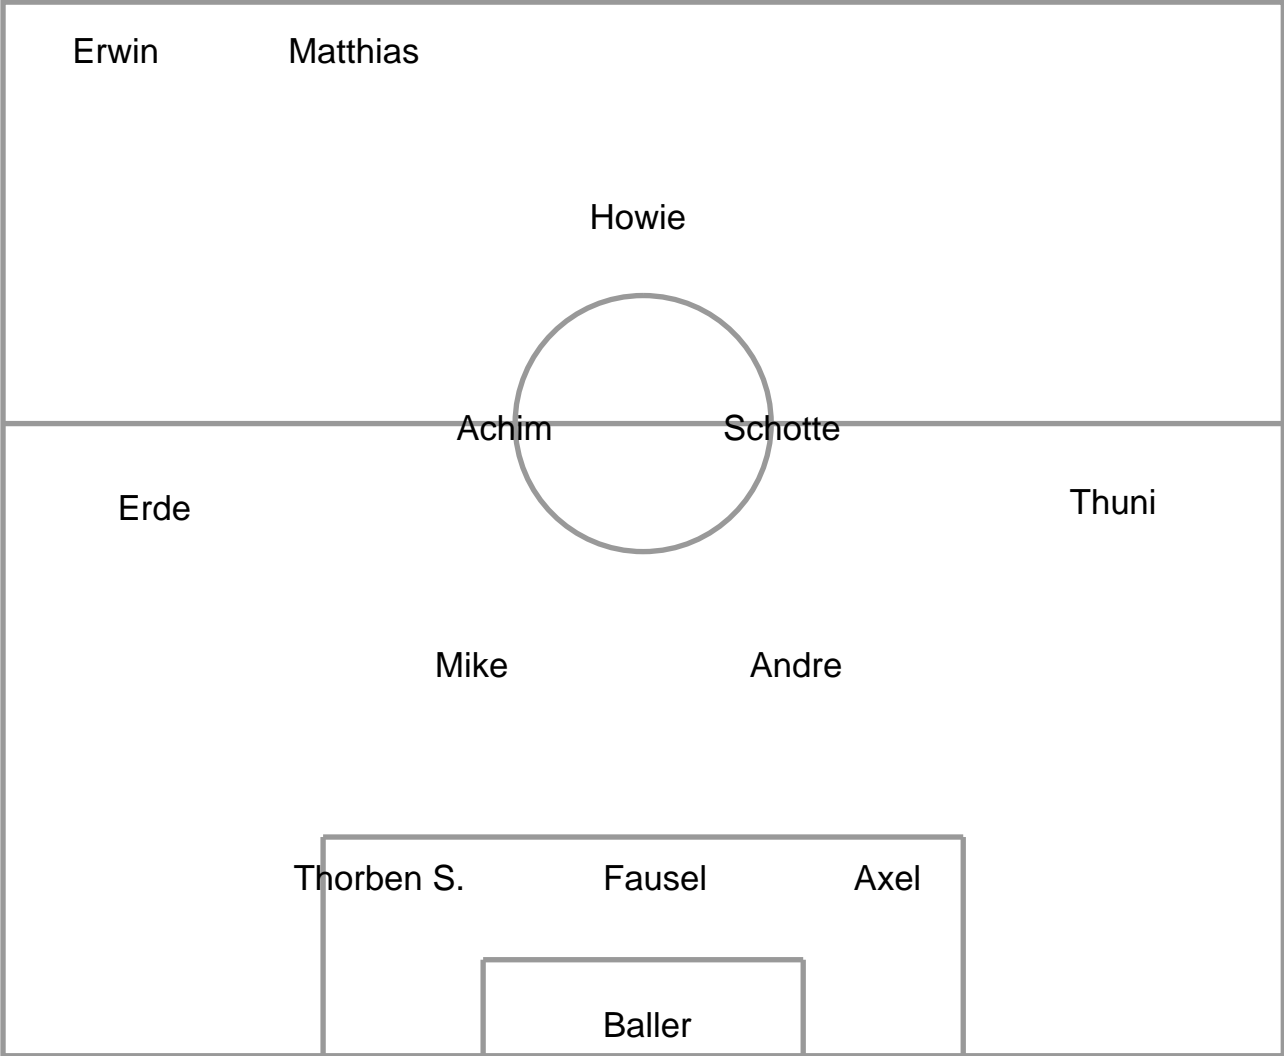 Erwin Matthias
Howie
Achim Schotte
Erde Thuni
Mike Andre
Thorben S. Fausel Axel
Baller